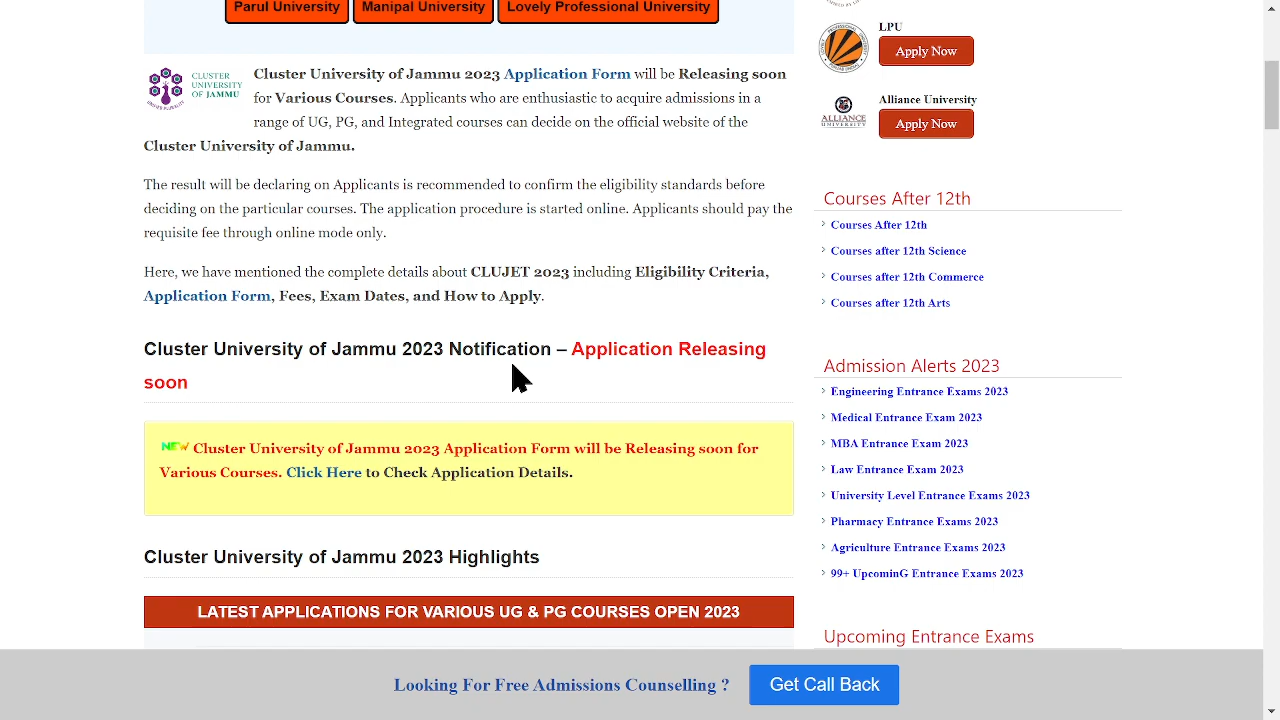 Parul University
Manipal University
Lovely Professional University
CLUSTER
UNIVERSITY
OF JAMMU
Cluster University of Jammu 2023 Application Form will be Releasing soon
for Various Courses. Applicants who are enthusiastic to acquire admissions in a
range of UG, PG, and Integrated courses can decide on the official website of the
Cluster University of Jammu.
The result will be declaring on Applicants is recommended to confirm the eligibility standards before
deciding on the particular courses. The application procedure is started online. Applicants should pay the
requisite fee through online mode only.
Here, we have mentioned the complete details about CLUJET 2023 including Eligibility Criteria,
Application Form, Fees, Exam Dates, and How to Apply.
Cluster University of Jammu 2023 Notification – Application Releasing
soon
NEW Cluster University of Jammu 2023 Application Form will be Releasing soon for
Various Courses. Click Here to Check Application Details.
Cluster University of Jammu 2023 Highlights
LATEST APPLICATIONS FOR VARIOUS UG & PG COURSES OPEN 2023
LPU
Apply Now
ALLIANCE
UNIVERSITY
Alliance University
Apply Now
Courses After 12th
Courses After 12th
Courses after 12th Science
Courses after 12th Commerce
Courses after 12th Arts
Admission Alerts 2023
Engineering Entrance Exams 2023
Medical Entrance Exam 2023
MBA Entrance Exam 2023
Law Entrance Exam 2023
University Level Entrance Exams 2023
Pharmacy Entrance Exams 2023
Agriculture Entrance Exams 2023
99+ UpcominG Entrance Exams 2023
Upcoming Entrance Exams
Looking For Free Admissions Counselling ?
Get Call Back